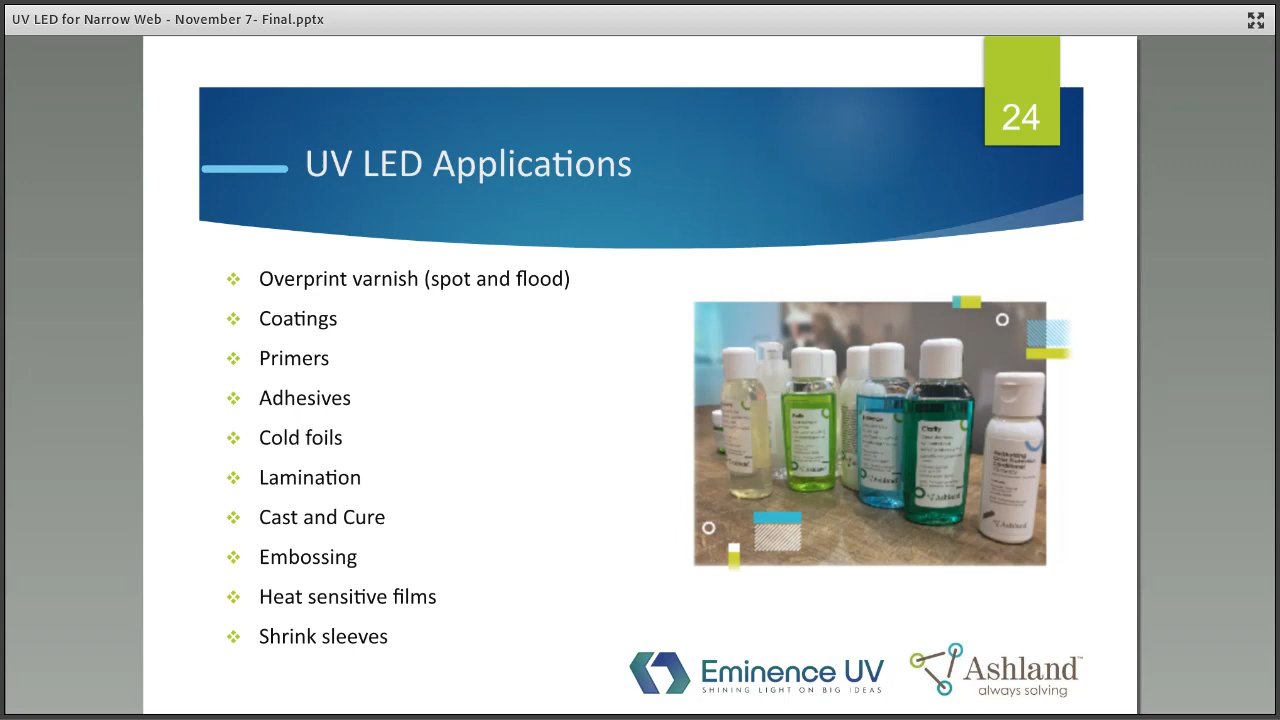 UV LED for Narrow Web - November 7- Final.pptx
24
UV LED Applications
Overprint varnish (spot and flood)
Coatings
Primers
Adhesives
Cold foils
Lamination
Cast and Cure
Embossing
Heat sensitive films
Shrink sleeves
Clarity
Ashland
Conditioner
Ashland
Eminence UV
SHINING LIGHT ON BIG IDEAS
Ashland™
always solving